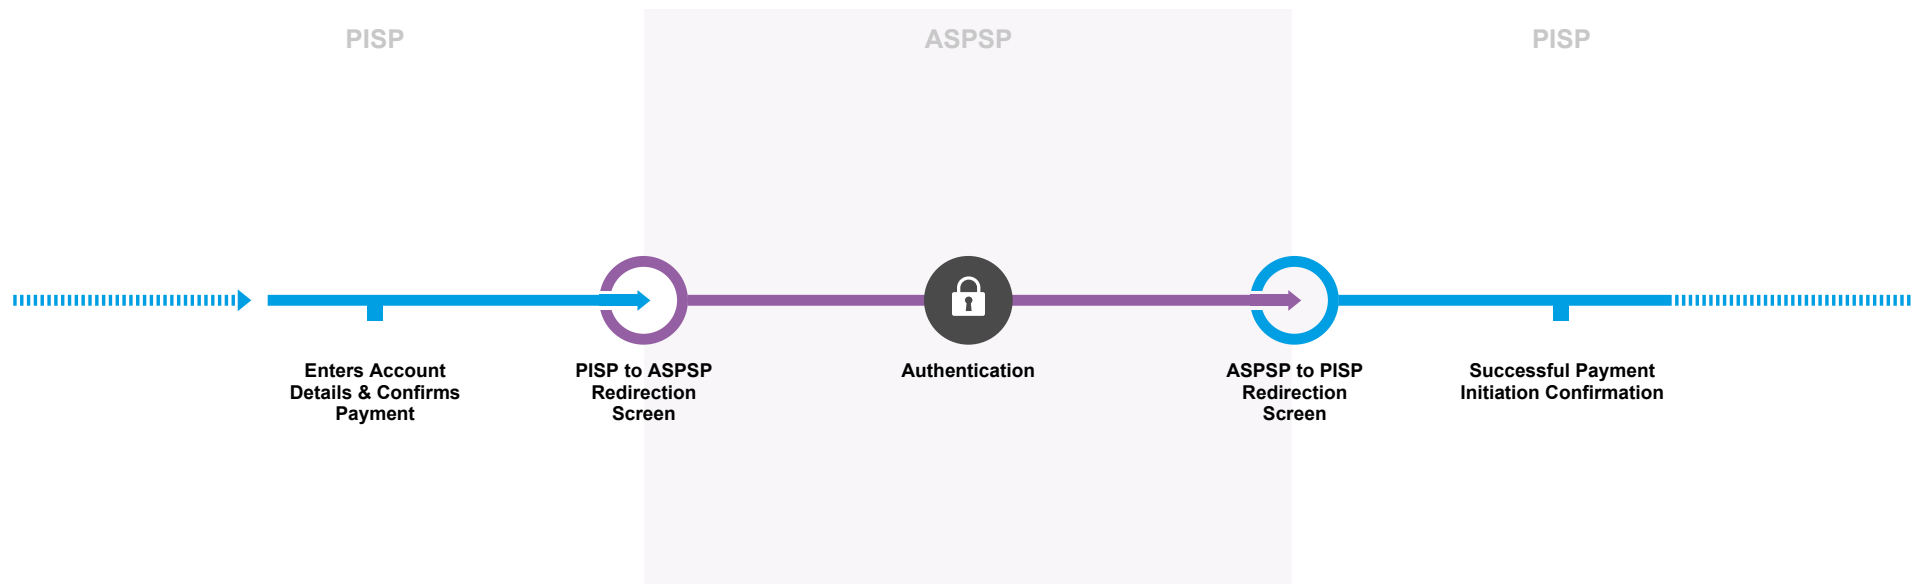 PISP
ASPSP
PISP
Enters Account
Details & Confirms
Payment
PISP to ASPSP
Redirection
Screen
Authentication
ASPSP to PISP
Redirection
Screen
Successful Payment
Initiation Confirmation